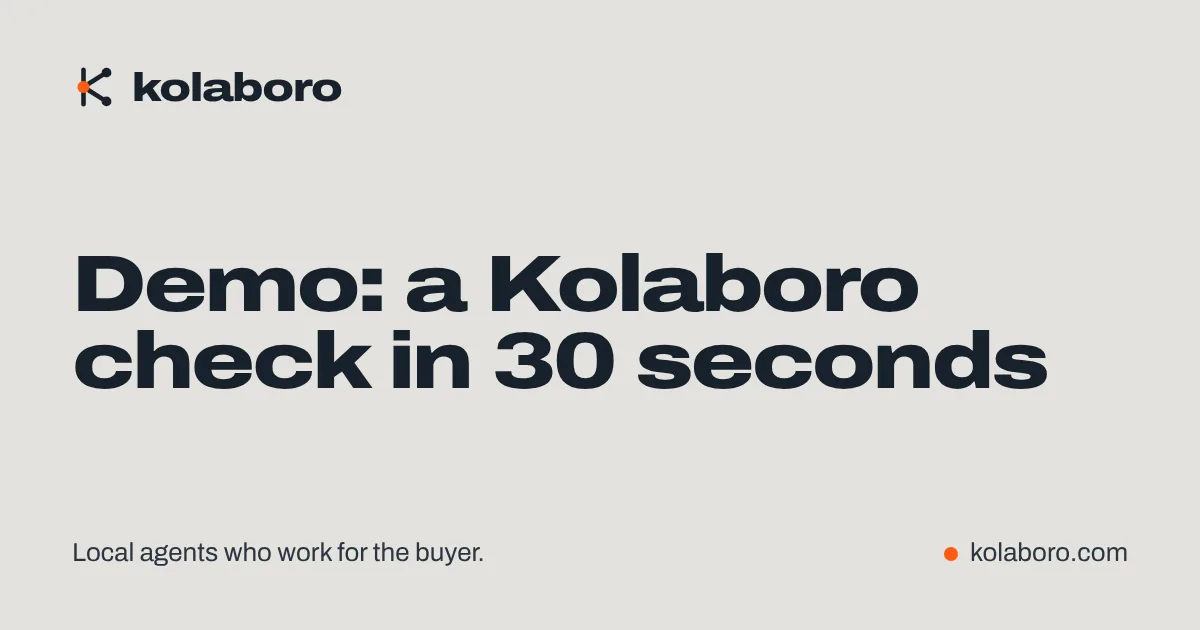 kolaboro
Demo: a Kolaboro
check in 30 seconds
Local agents who work for the buyer.
kolaboro.com